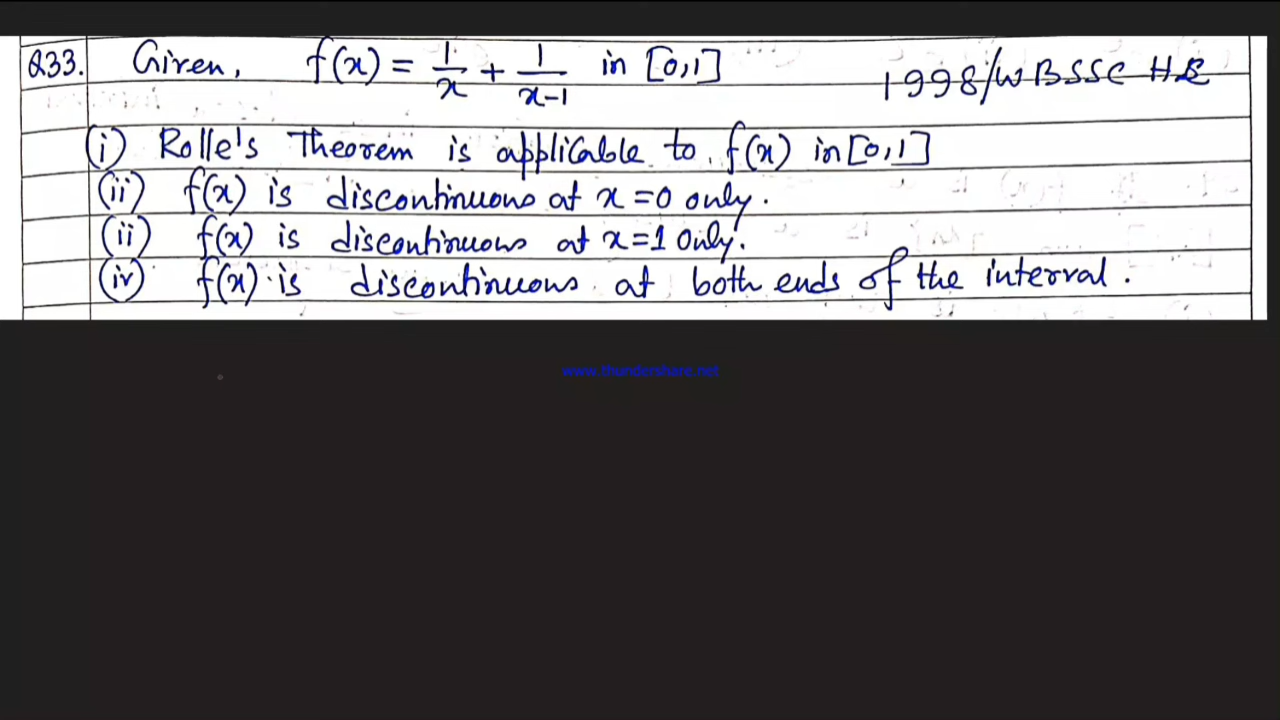 Q33. Given, f(x) = 1/x + 1/(x-1) in [0,1] 1998/WBSSC H.S
(i) Rolle's Theorem is applicable to f(x) in [0,1]
(ii) f(x) is discontinuous at x=0 only.
(ii) f(x) is discontinuous at x=1 only.
(iv) f(x) is discontinuous at both ends of the interval.
www.thundershare.net